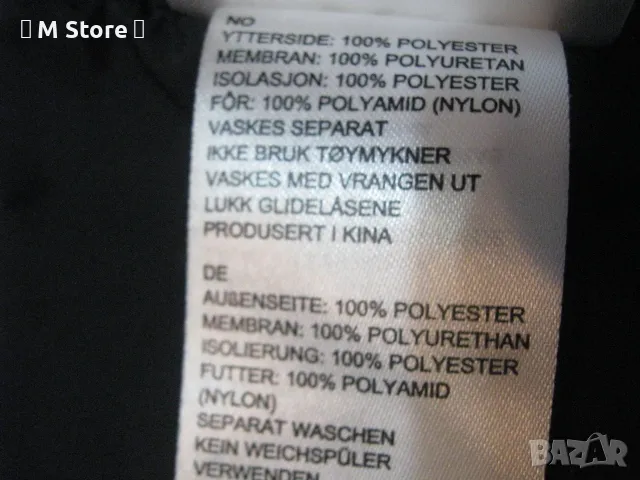 M Store
NO
YTTERSIDE: 100% POLYESTER
MEMBRAN: 100% POLYURETAN
ISOLASJON: 100% POLYESTER
FÔR: 100% POLYAMID (NYLON)
VASKES SEPARAT
IKKE BRUK TØYMYKNER
VASKES MED VRANGEN UT
LUKK GLIDELÅSENE
PRODUSERT I KINA
DE
AUßENSEITE: 100% POLYESTER
MEMBRAN: 100% POLYURETHAN
ISOLIERUNG: 100% POLYESTER
FUTTER: 100% POLYAMID
(NYLON)
SEPARAT WASCHEN
KEIN WEICHSPÜLER
VERWENDEN
BAZAR